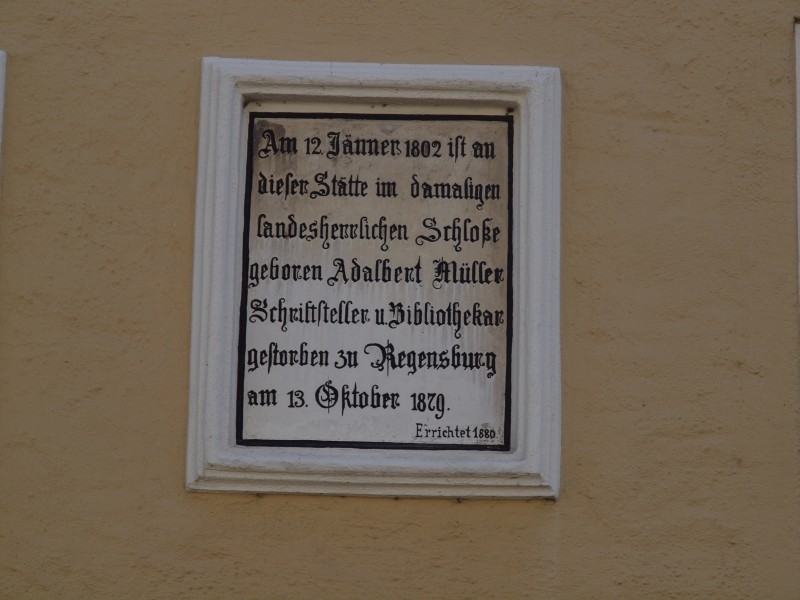 Am 12. Jänner 1802 ist an
dieser Stätte im damaligen
landesherrlichen Schloße
geboren Adalbert Müller
Schriftsteller u. Bibliothekar
gestorben zu Regensburg
am 13. Oktober 1879.
Errichtet 1880.